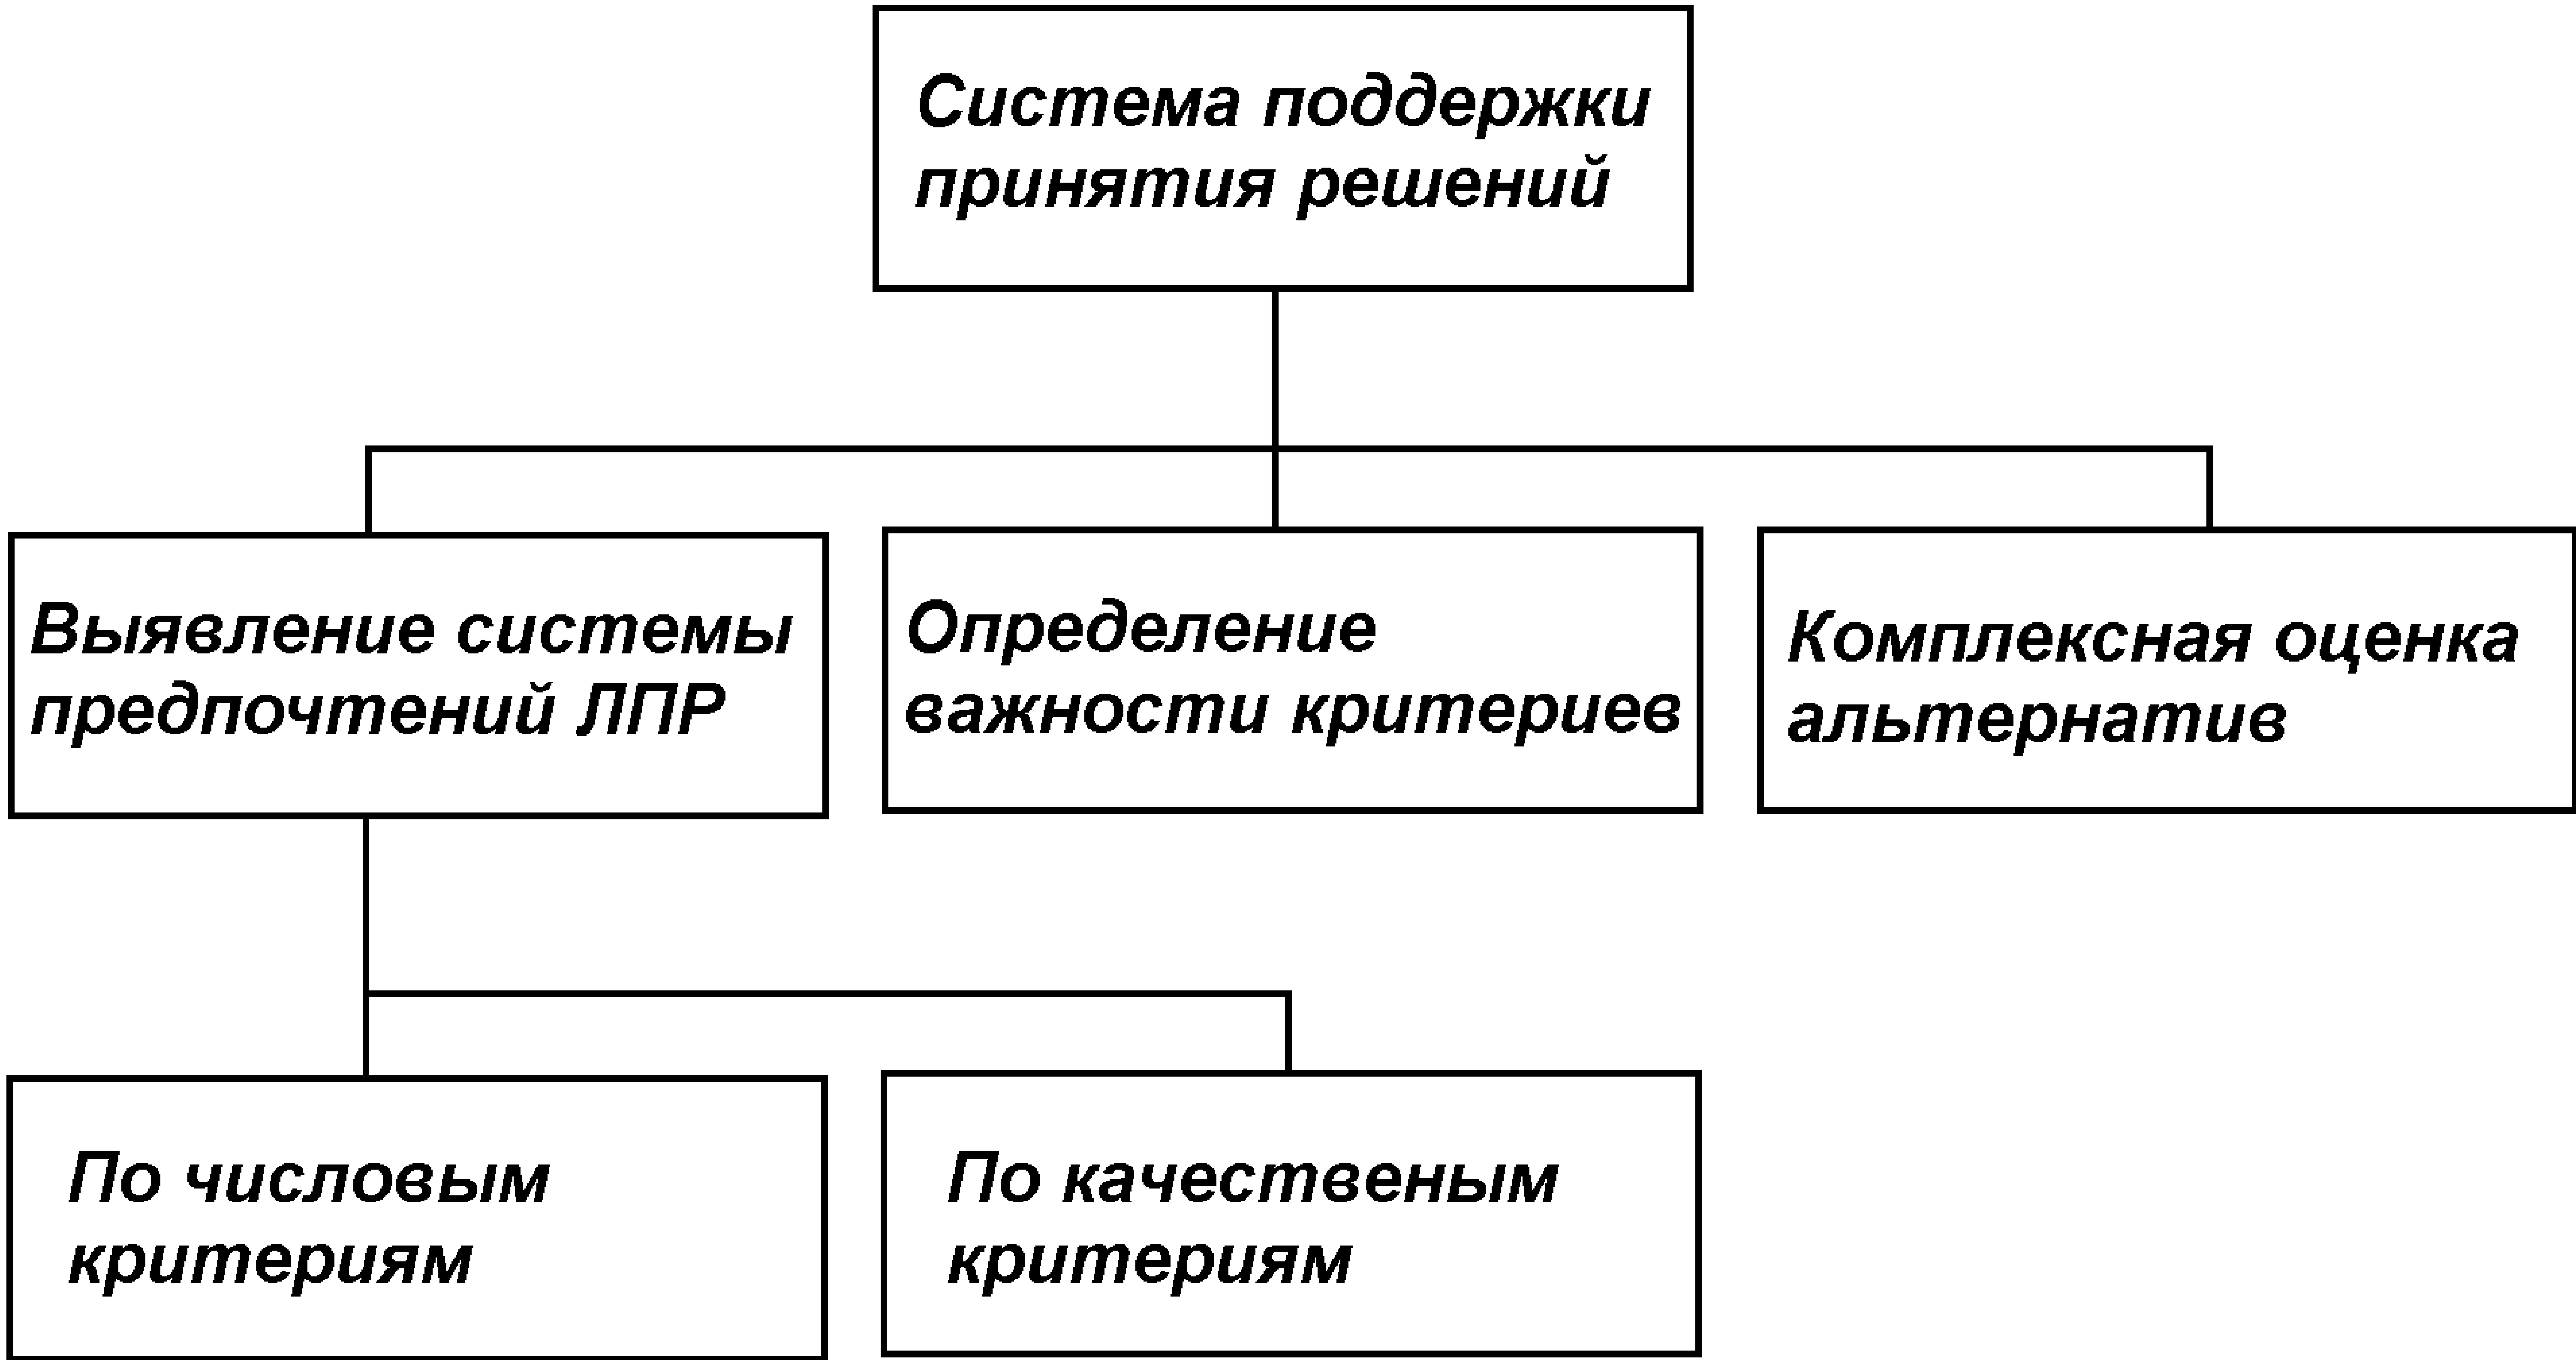 Система поддержки
принятия решений
Выявление системы
предпочтений ЛПР
Определение
важности критериев
Комплексная оценка
альтернатив
По числовым
критериям
По качественым
критериям